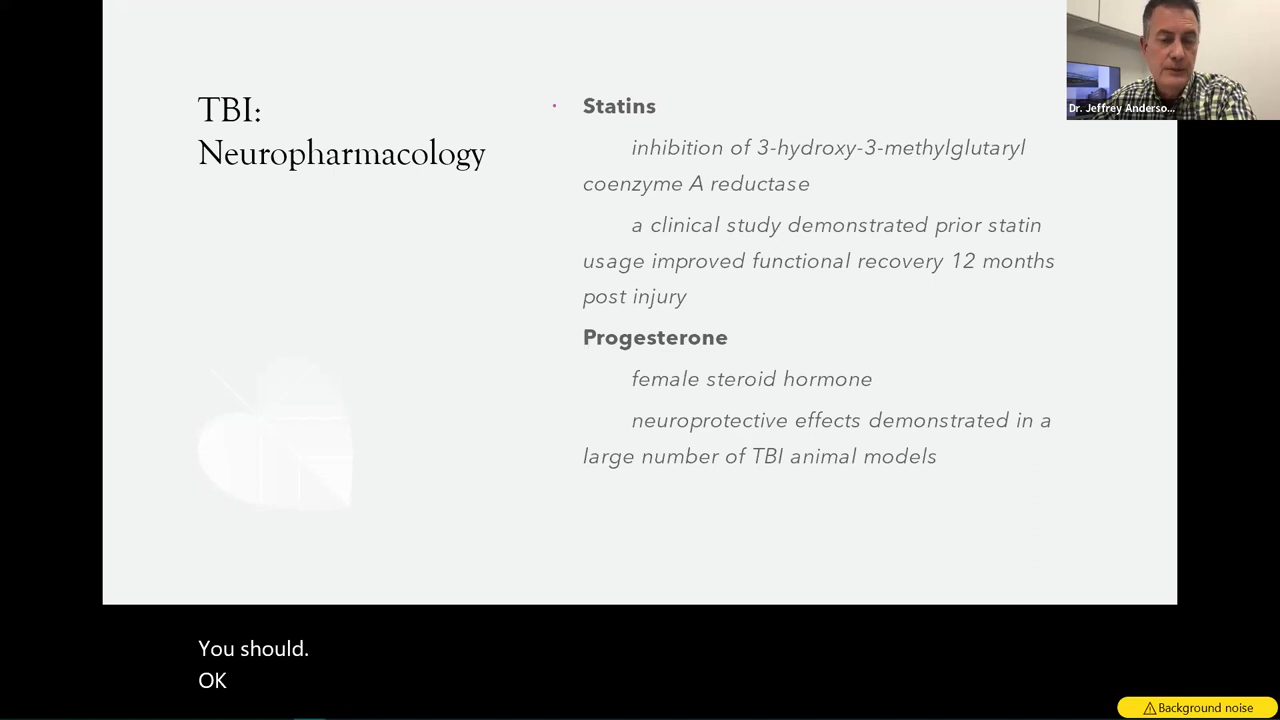 TBI:
Neuropharmacology
Statins
inhibition of 3-hydroxy-3-methylglutaryl
coenzyme A reductase
a clinical study demonstrated prior statin
usage improved functional recovery 12 months
post injury
Progesterone
female steroid hormone
neuroprotective effects demonstrated in a
large number of TBI animal models
Dr. Jeffrey Anderso...
You should.
OK
Background noise